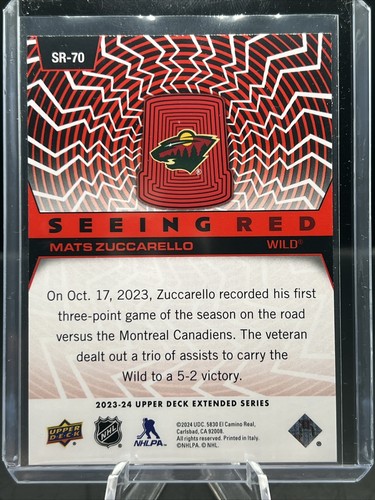 SR-70
SEEING RED
MATS ZUCCARELLO WILD®
On Oct. 17, 2023, Zuccarello recorded his first
three-point game of the season on the road
versus the Montreal Canadiens. The veteran
dealt out a trio of assists to carry the
Wild to a 5-2 victory.
2023-24 UPPER DECK EXTENDED SERIES
UPPER DECK
NHL
NHLPA
©2024 UDC. 5830 El Camino Real,
Carlsbad, CA 92008.
All rights reserved. Printed in Italy.
©NHLPA. © NHL.